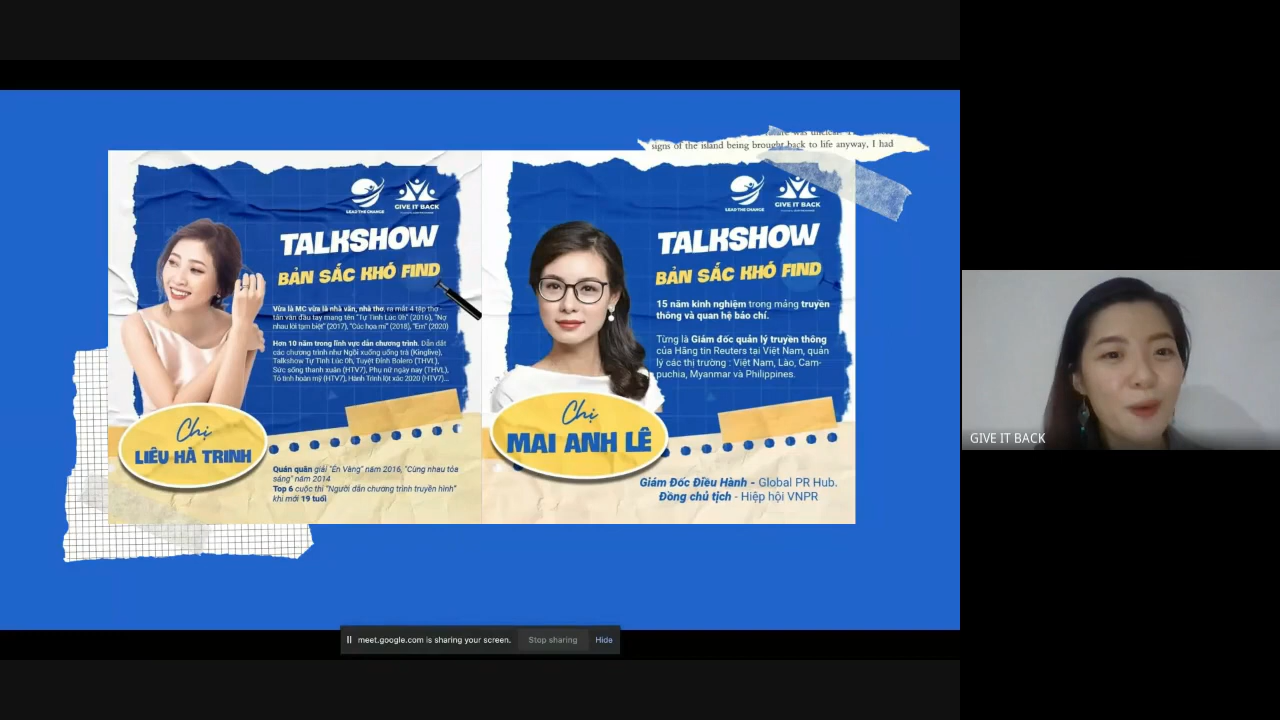 signs of the island being brought back to life anyway, I had
LEAD THE CHANGE
GIVE IT BACK
TALKSHOW
BẢN SẮC KHÓ FIND
Vừa là MC vừa là nhà văn, nhà thơ, ra mắt 4 tập thơ -
tản văn đầu tay mang tên "Tự Tình Lúc 0h" (2016), "Nợ
nhau lời tạm biệt" (2017), "Cúc họa mi" (2018), "Em" (2020)
Hơn 10 năm trong lĩnh vực dẫn chương trình. Dẫn dắt
các chương trình như Ngồi xuống uống trà (Kinglive),
Talkshow Tự Tình Lúc 0h, Tuyệt Đỉnh Bolero (THVL),
Sức sống thanh xuân (HTV7), Phụ nữ ngày nay (THVL),
Tỏ tình hoàn mỹ (HTV7), Hành Trình lột xác 2020 (HTV7)...
Chị
LIÊU HÀ TRINH
Quán quân giải "Én Vàng" năm 2016, "Cùng nhau tỏa
sáng" năm 2014
Top 6 cuộc thi "Người dẫn chương trình truyền hình"
khi mới 19 tuổi
LEAD THE CHANGE
GIVE IT BACK
TALKSHOW
BẢN SẮC KHÓ FIND
15 năm kinh nghiệm trong mảng truyền
thông và quan hệ báo chí.
Từng là Giám đốc quản lý truyền thông
của Hãng tin Reuters tại Việt Nam, quản
lý các thị trường : Việt Nam, Lào, Cam-
puchia, Myanmar và Philippines.
Chị
MAI ANH LÊ
Giám Đốc Điều Hành - Global PR Hub.
Đồng chủ tịch - Hiệp hội VNPR
GIVE IT BACK
meet.google.com is sharing your screen.
Stop sharing
Hide